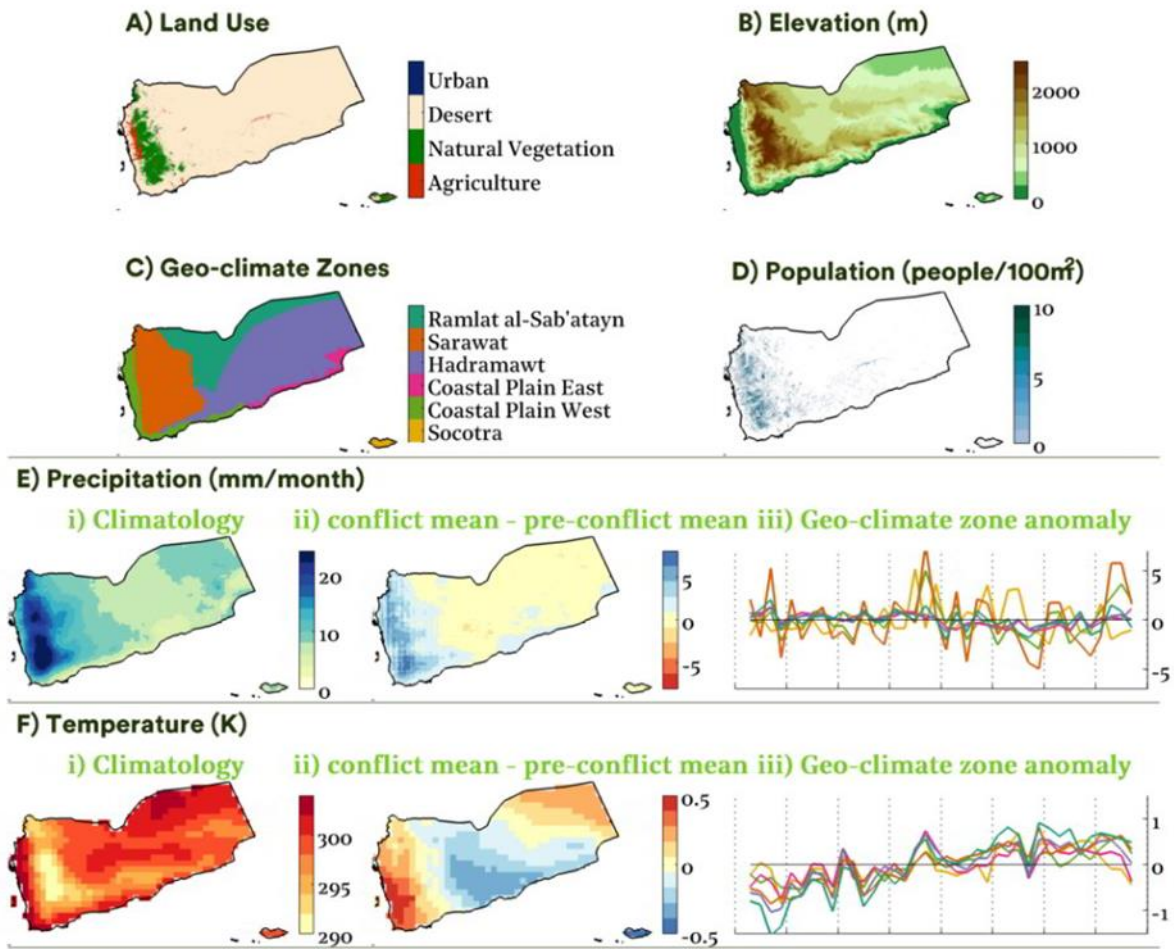 A) Land Use
Urban
Desert
Natural Vegetation
Agriculture
B) Elevation (m)
2000
1000
0
C) Geo-climate Zones
Ramlat al-Sab'atayn
Sarawat
Hadramawt
Coastal Plain East
Coastal Plain West
Socotra
D) Population (people/100m²)
10
5
0
E) Precipitation (mm/month)
i) Climatology
ii) conflict mean - pre-conflict mean
iii) Geo-climate zone anomaly
20
10
0
5
0
-5
5
0
-5
F) Temperature (K)
i) Climatology
ii) conflict mean - pre-conflict mean
iii) Geo-climate zone anomaly
300
295
290
0.5
0
-0.5
1
0
-1